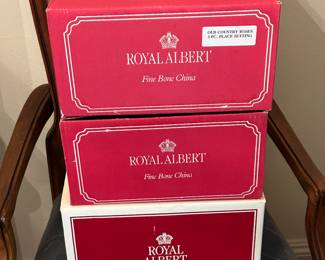 OLD COUNTRY ROSES
5 PC. PLACE SETTING
ROYAL ALBERT
Fine Bone China
ROYAL ALBERT
Fine Bone China
ROYAL
ALBERT